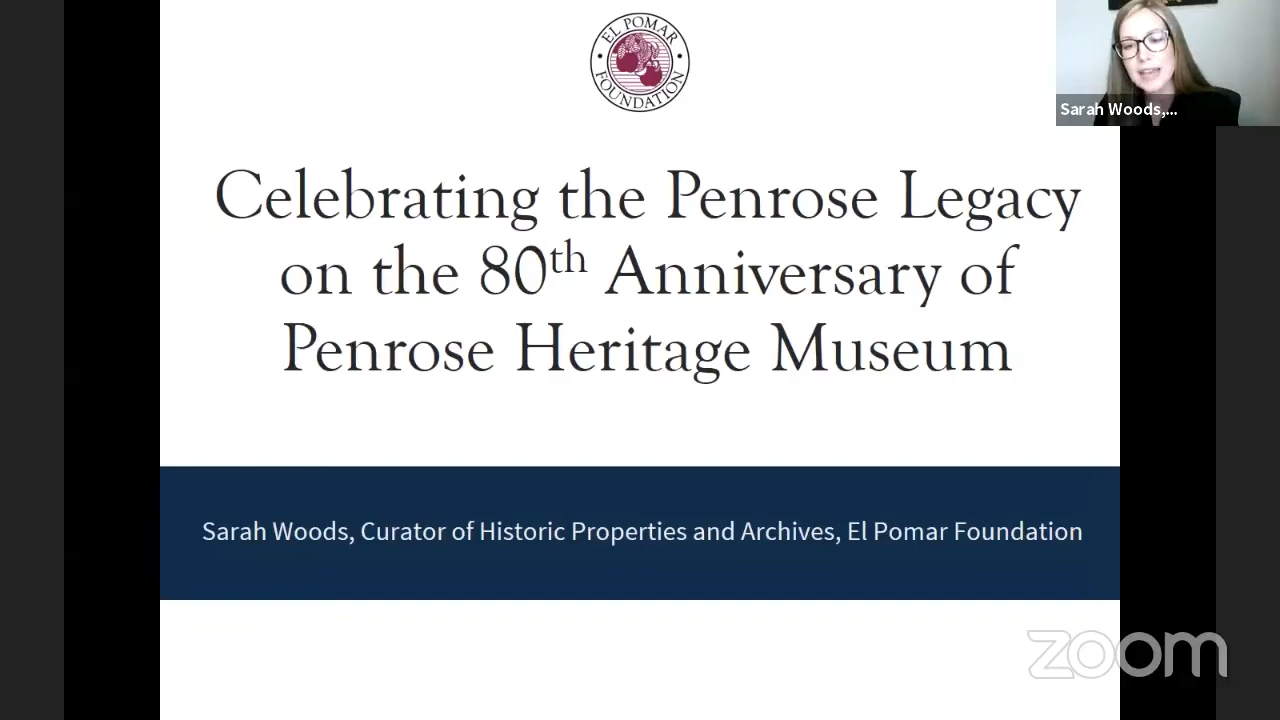 EL POMAR
FOUNDATION
Sarah Woods,...
Celebrating the Penrose Legacy
on the 80th Anniversary of
Penrose Heritage Museum
Sarah Woods, Curator of Historic Properties and Archives, El Pomar Foundation
zoom